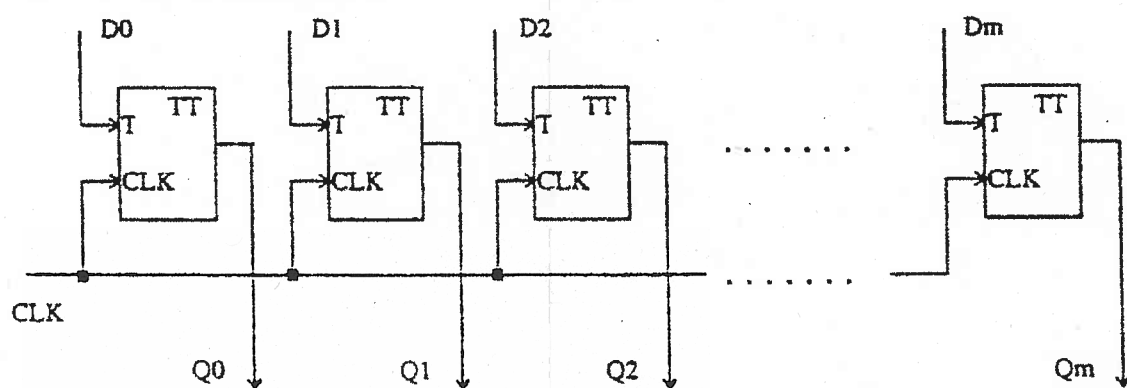 D0 D1 D2 Dm
TT TT TT TT
T T T T
CLK CLK CLK CLK
CLK
Q0 Q1 Q2 Qm